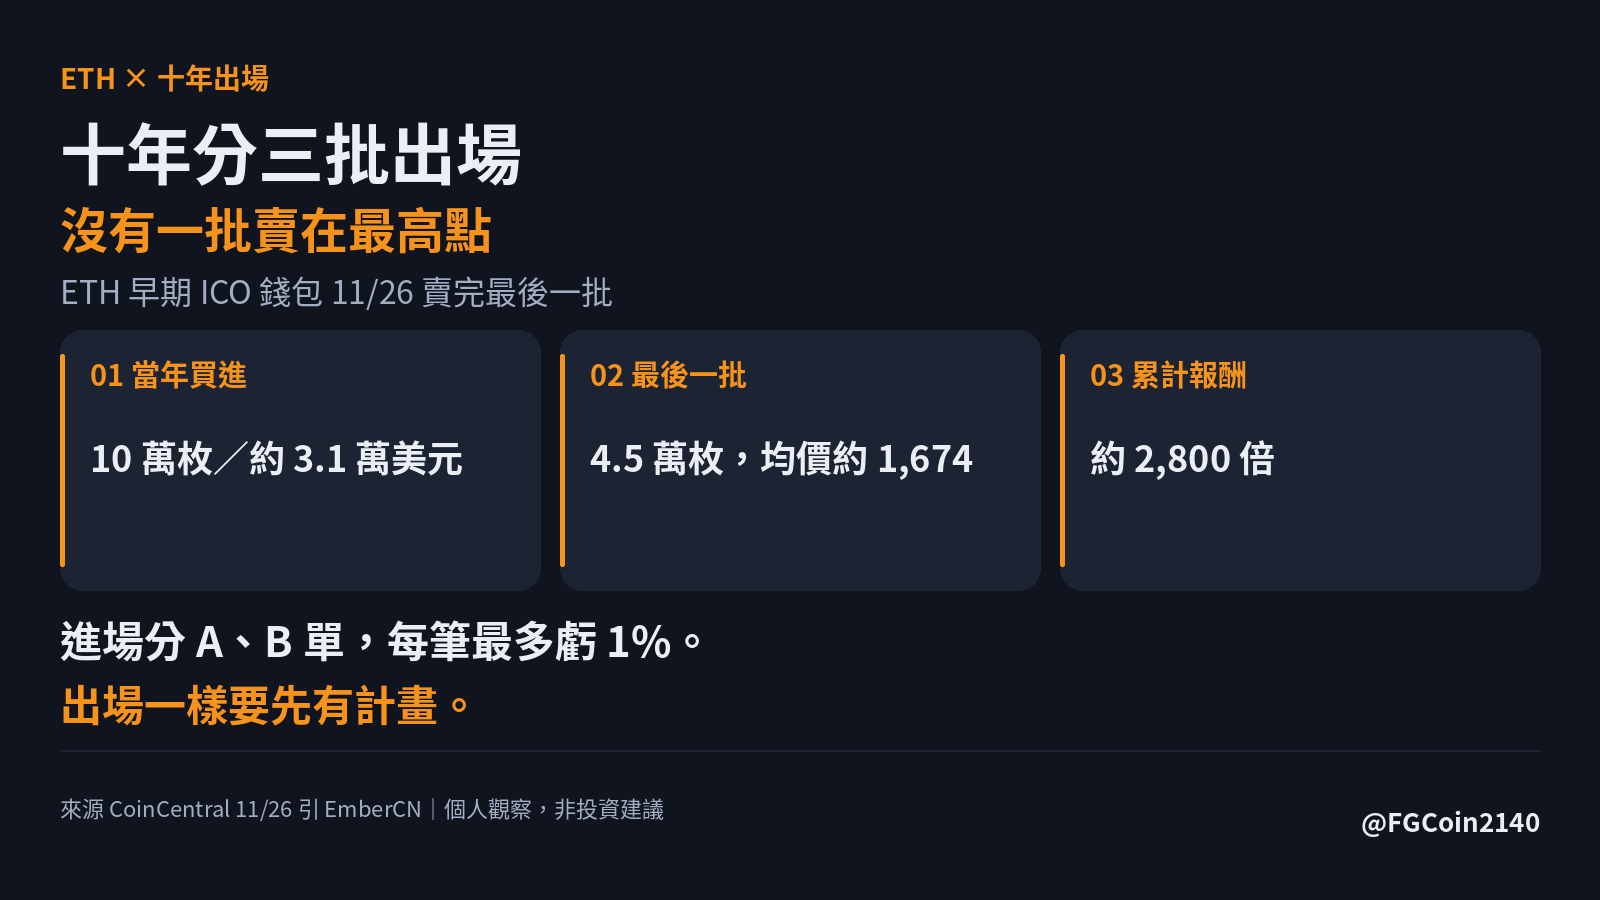 ETH × 十年出場
十年分三批出場
沒有一批賣在最高點
ETH 早期 ICO 錢包 11/26 賣完最後一批
01 當年買進
10 萬枚／約 3.1 萬美元
02 最後一批
4.5 萬枚，均價約 1,674
03 累計報酬
約 2,800 倍
進場分 A、B 單，每筆最多虧 1%。
出場一樣要先有計畫。
來源 CoinCentral 11/26 引 EmberCN｜個人觀察，非投資建議
@FGCoin2140